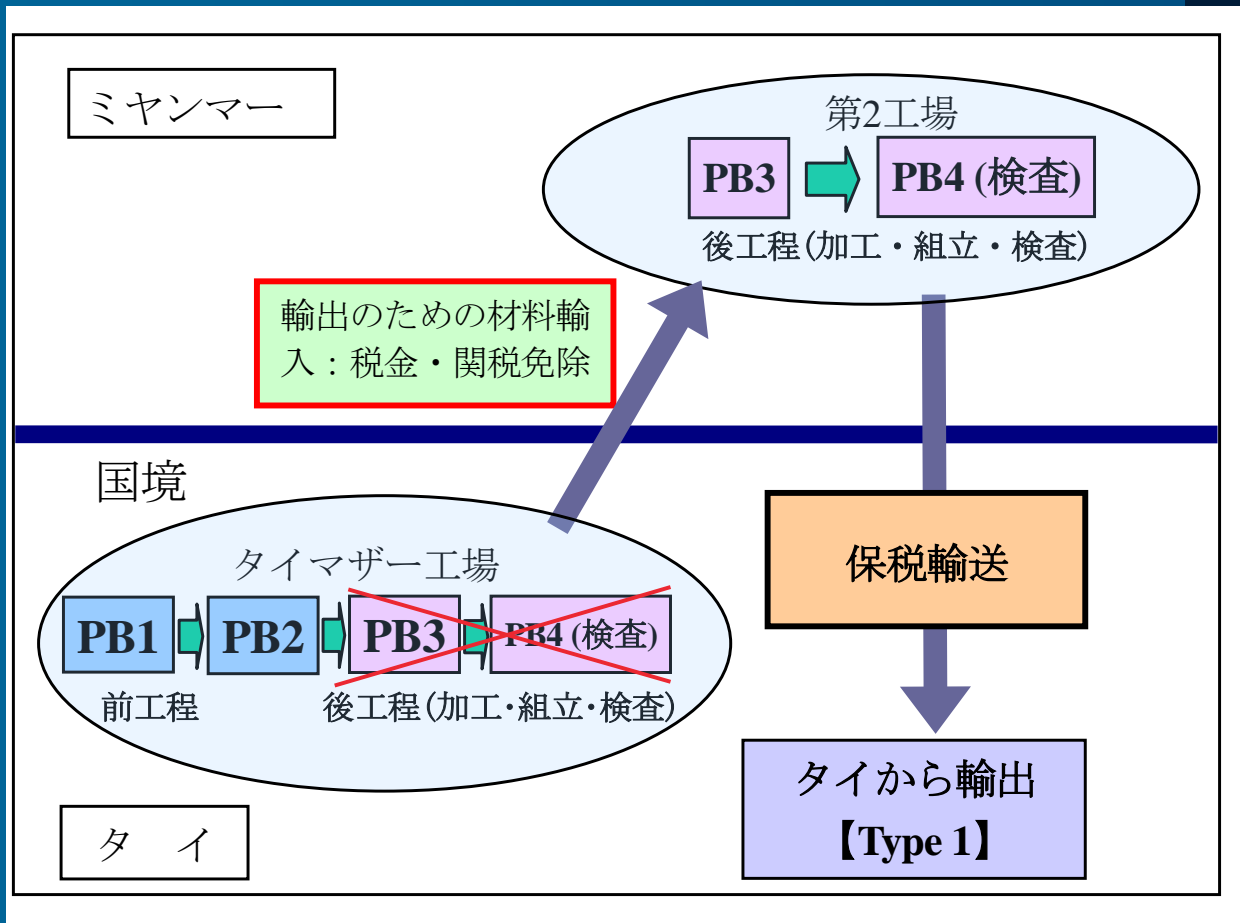 ミヤンマー
第2工場
PB3
PB4 (検査)
後工程(加工・組立・検査)
輸出のための材料輸
入：税金・関税免除
国境
タイマザー工場
PB1
PB2
PB3
PB4 (検査)
前工程
後工程(加工・組立・検査)
保税輸送
タイから輸出
【Type 1】
タ　イ